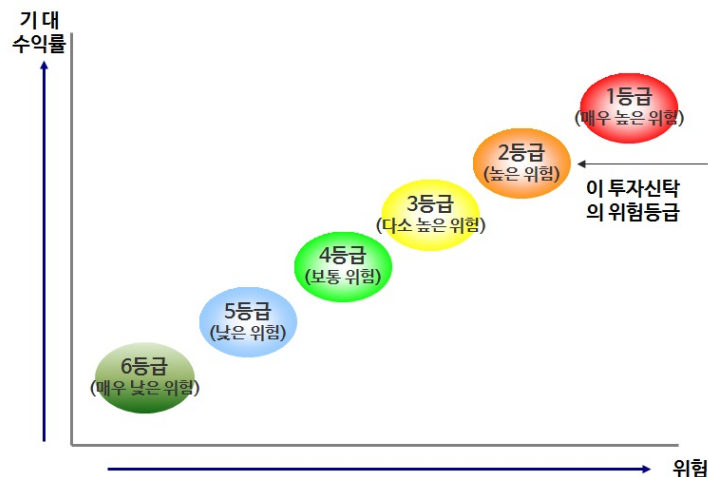 기 대
수익률
1등급
(매우 높은 위험)
2등급
(높은 위험)
이 투자신탁
의 위험등급
3등급
(다소 높은 위험)
4등급
(보통 위험)
5등급
(낮은 위험)
6등급
(매우 낮은 위험)
위험